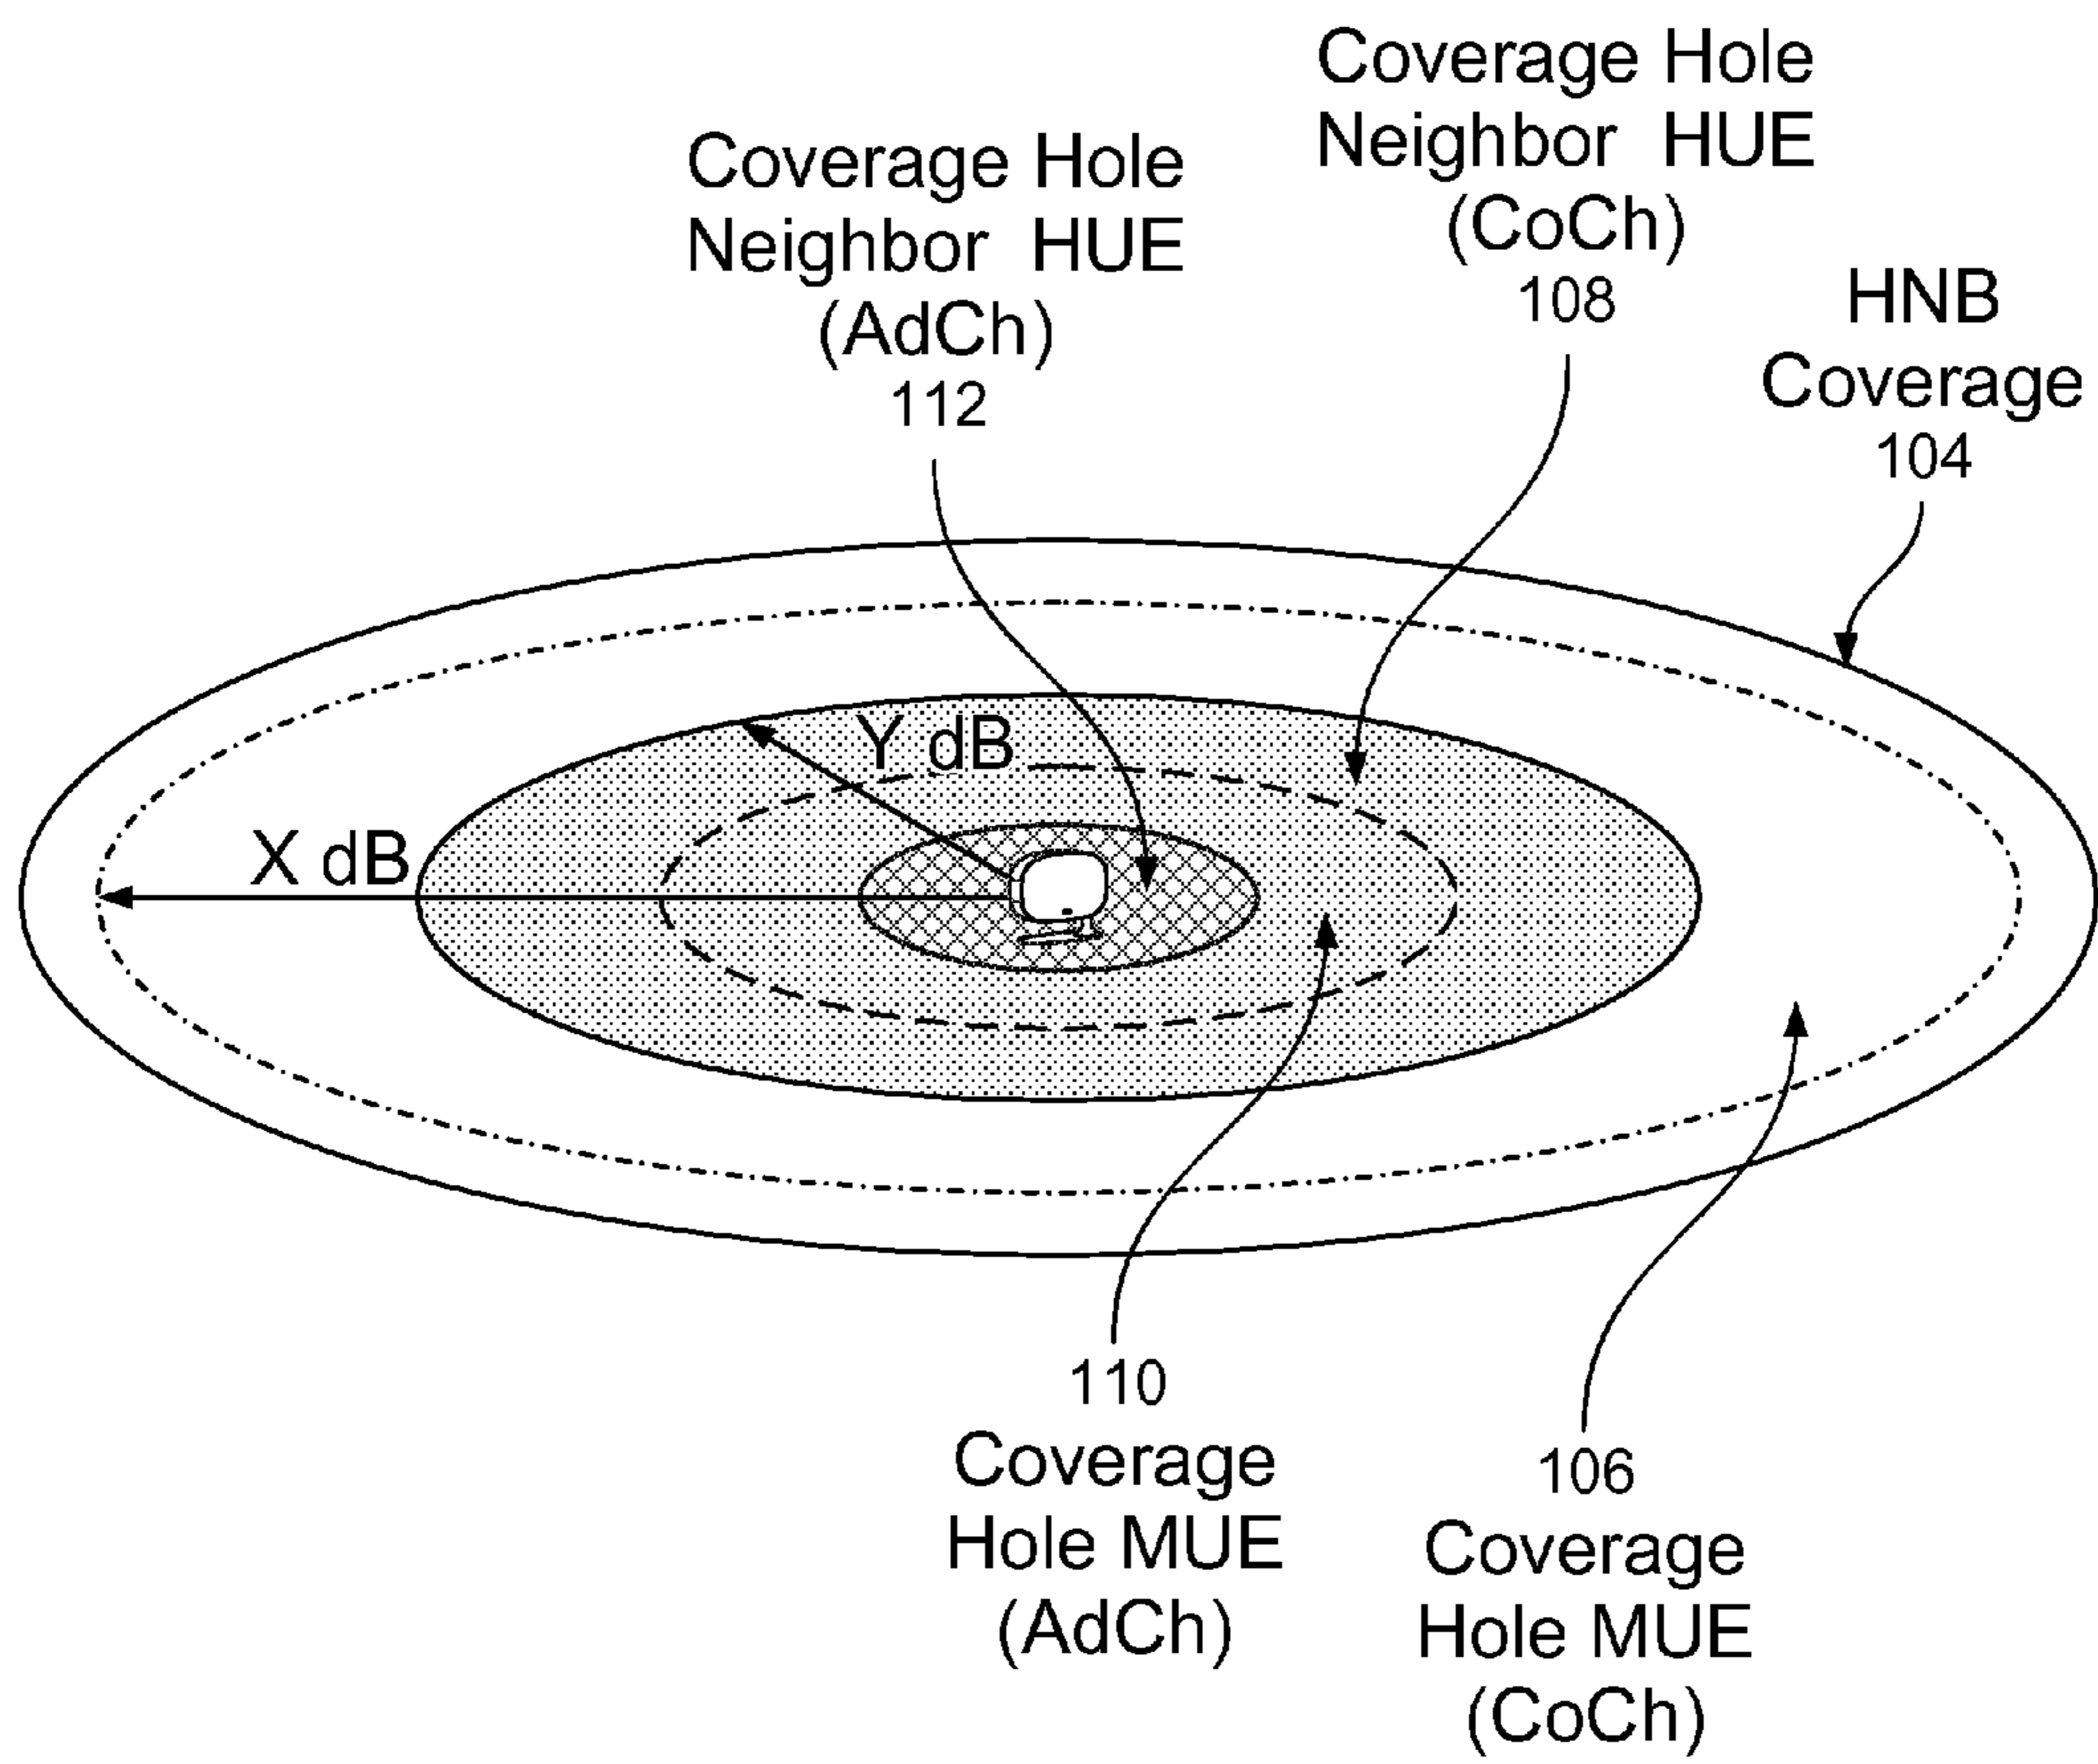 Coverage Hole
Neighbor HUE
(CoCh)
108
Coverage Hole
Neighbor HUE
(AdCh)
112
HNB
Coverage
104
Y dB
X dB
110
Coverage
Hole MUE
(AdCh)
106
Coverage
Hole MUE
(CoCh)